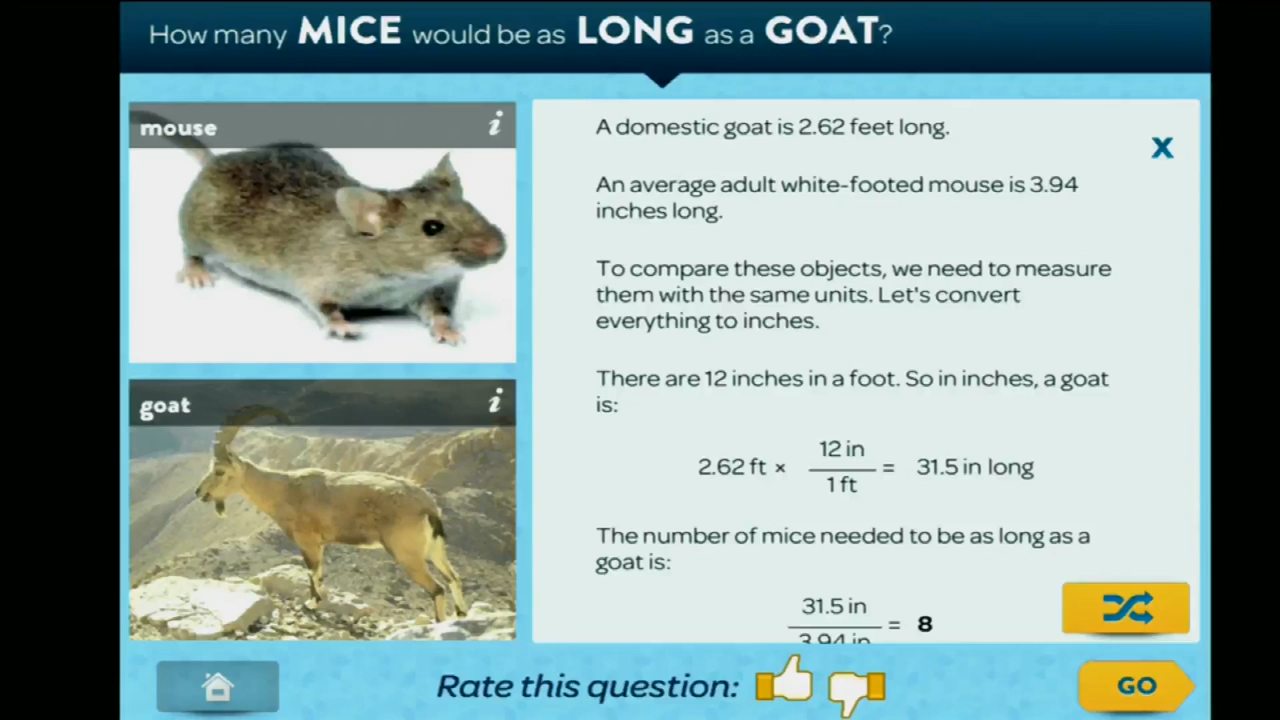 How many MICE would be as LONG as a GOAT?
mouse i
A domestic goat is 2.62 feet long.
X
An average adult white-footed mouse is 3.94
inches long.
To compare these objects, we need to measure
them with the same units. Let's convert
everything to inches.
There are 12 inches in a foot. So in inches, a goat
is:
goat i
2.62 ft × 12 in / 1 ft = 31.5 in long
The number of mice needed to be as long as a
goat is:
31.5 in / 3.94 in = 8
Rate this question:
GO